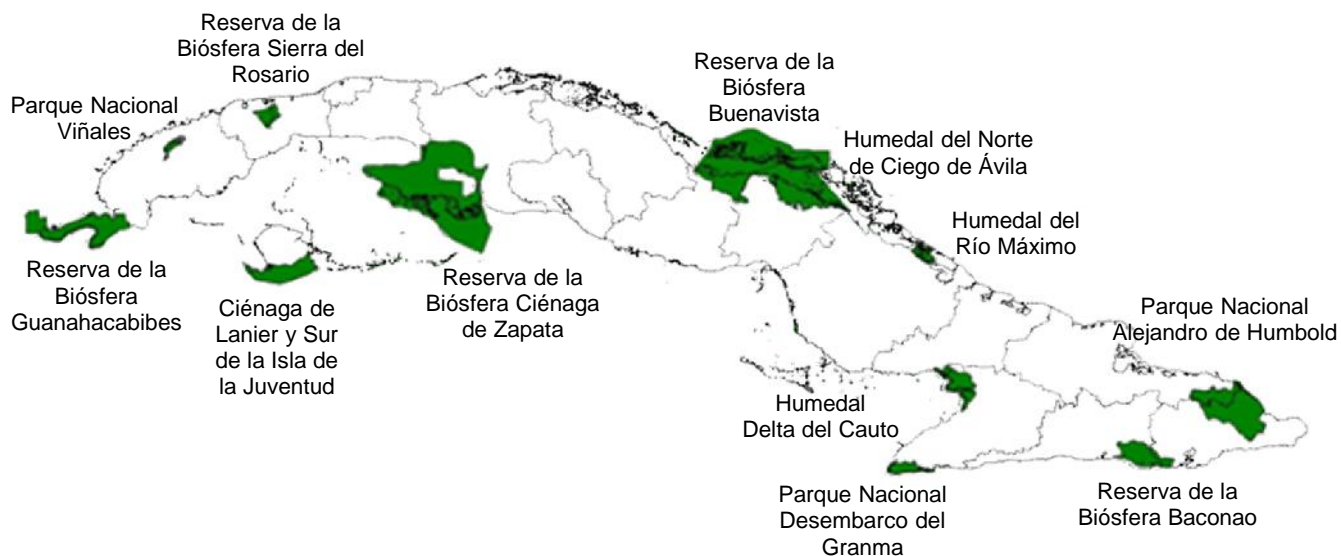 Reserva de la
Biósfera Sierra del
Rosario
Parque Nacional
Viñales
Reserva de la
Biósfera
Buenavista
Humedal del Norte
de Ciego de Ávila
Humedal del
Río Máximo
Reserva de la
Biósfera
Guanahacabibes
Ciénaga de
Lanier y Sur
de la Isla de
la Juventud
Reserva de la
Biósfera Ciénaga
de Zapata
Parque Nacional
Alejandro de Humbold
Humedal
Delta del Cauto
Parque Nacional
Desembarco del
Granma
Reserva de la
Biósfera Baconao